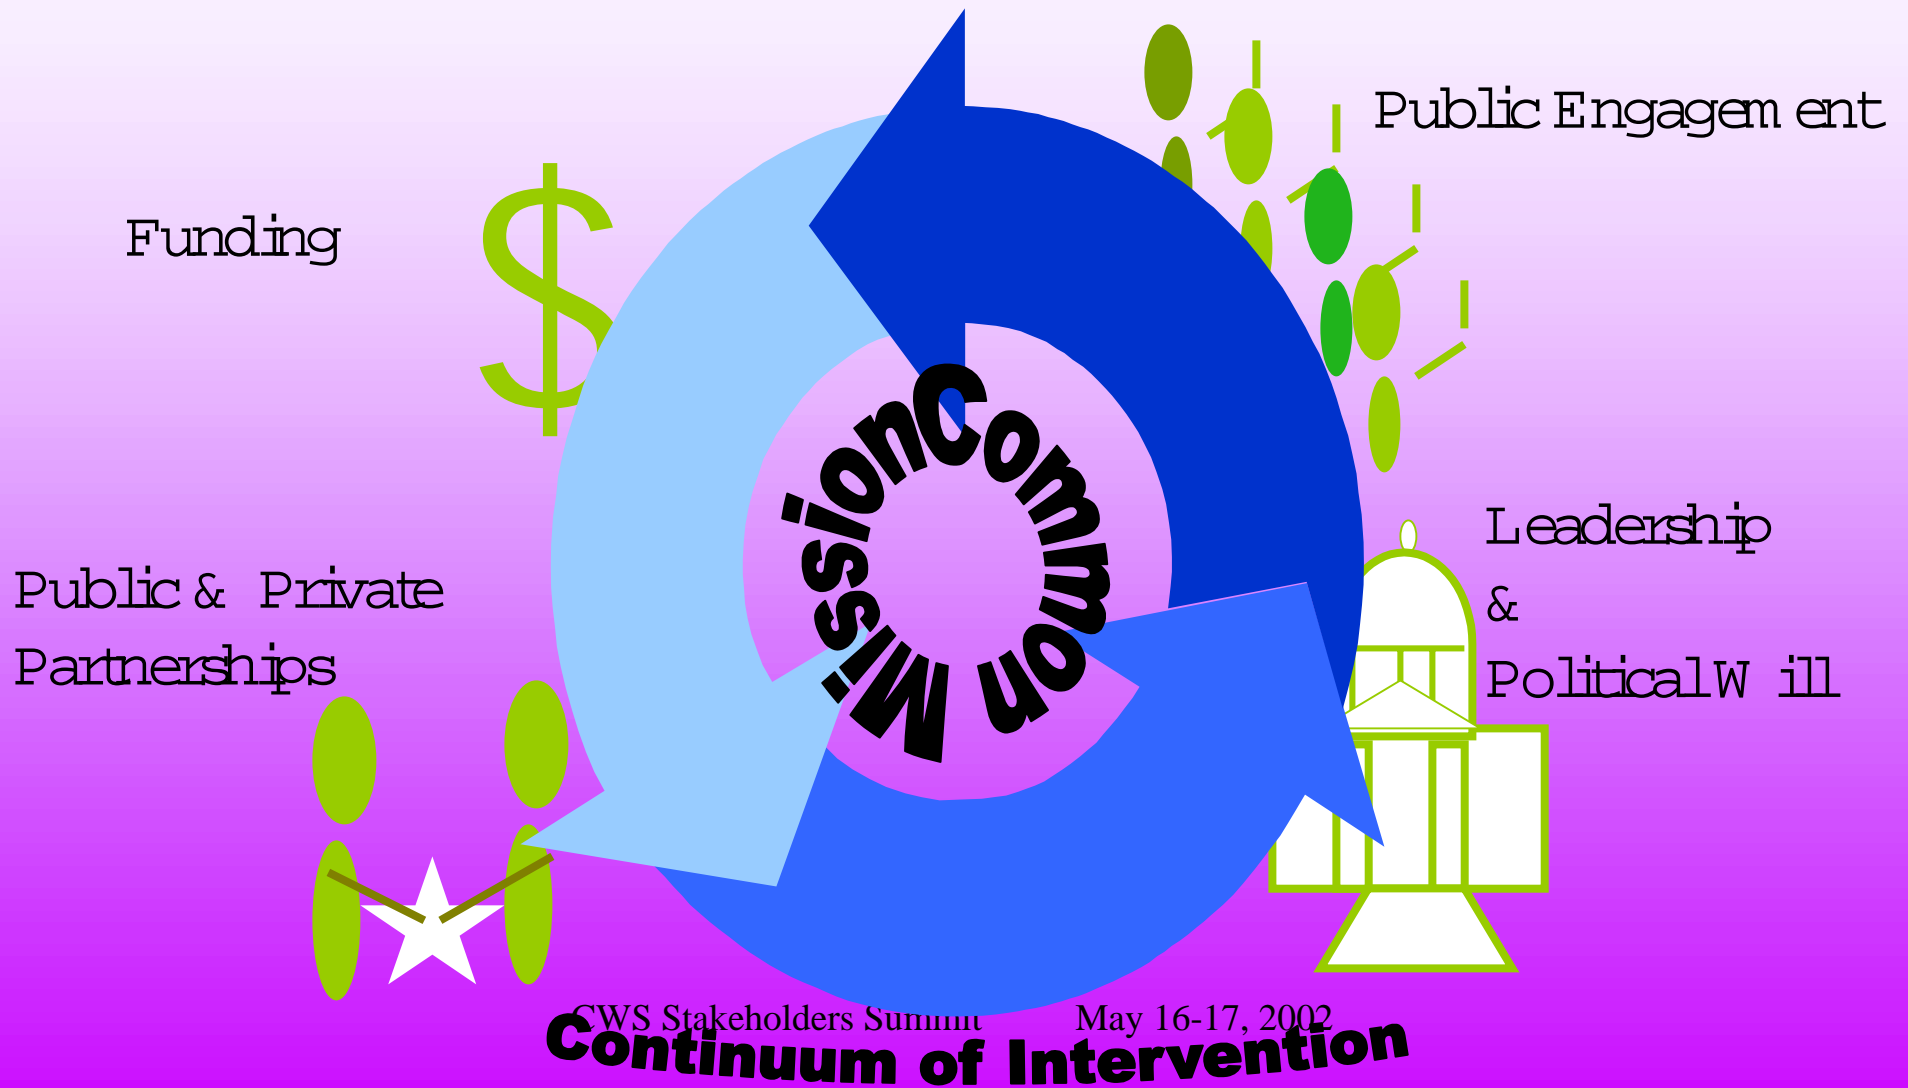 Public Engagement
Funding
Common Mission
Leadership
&
Political Will
Public & Private
Partnerships
CWS Stakeholders Summit May 16-17, 2002
Continuum of Intervention